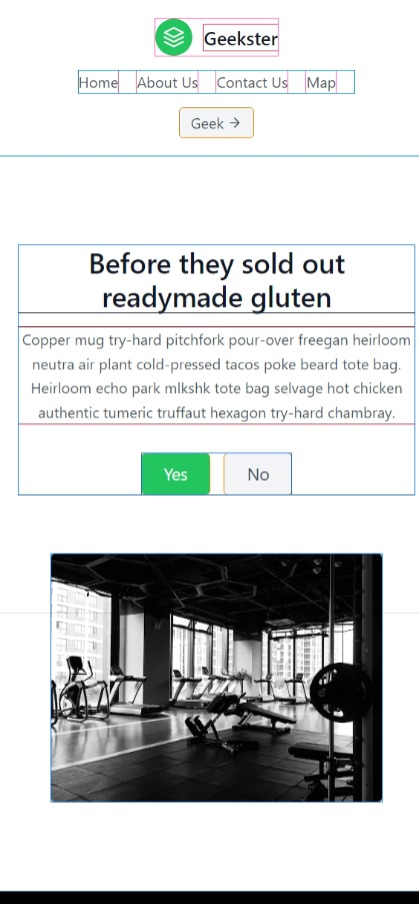 Geekster
Home About Us Contact Us Map
Geek →
Before they sold out
readymade gluten
Copper mug try-hard pitchfork pour-over freegan heirloom
neutra air plant cold-pressed tacos poke beard tote bag.
Heirloom echo park mlkshk tote bag selvage hot chicken
authentic tumeric truffaut hexagon try-hard chambray.
Yes No